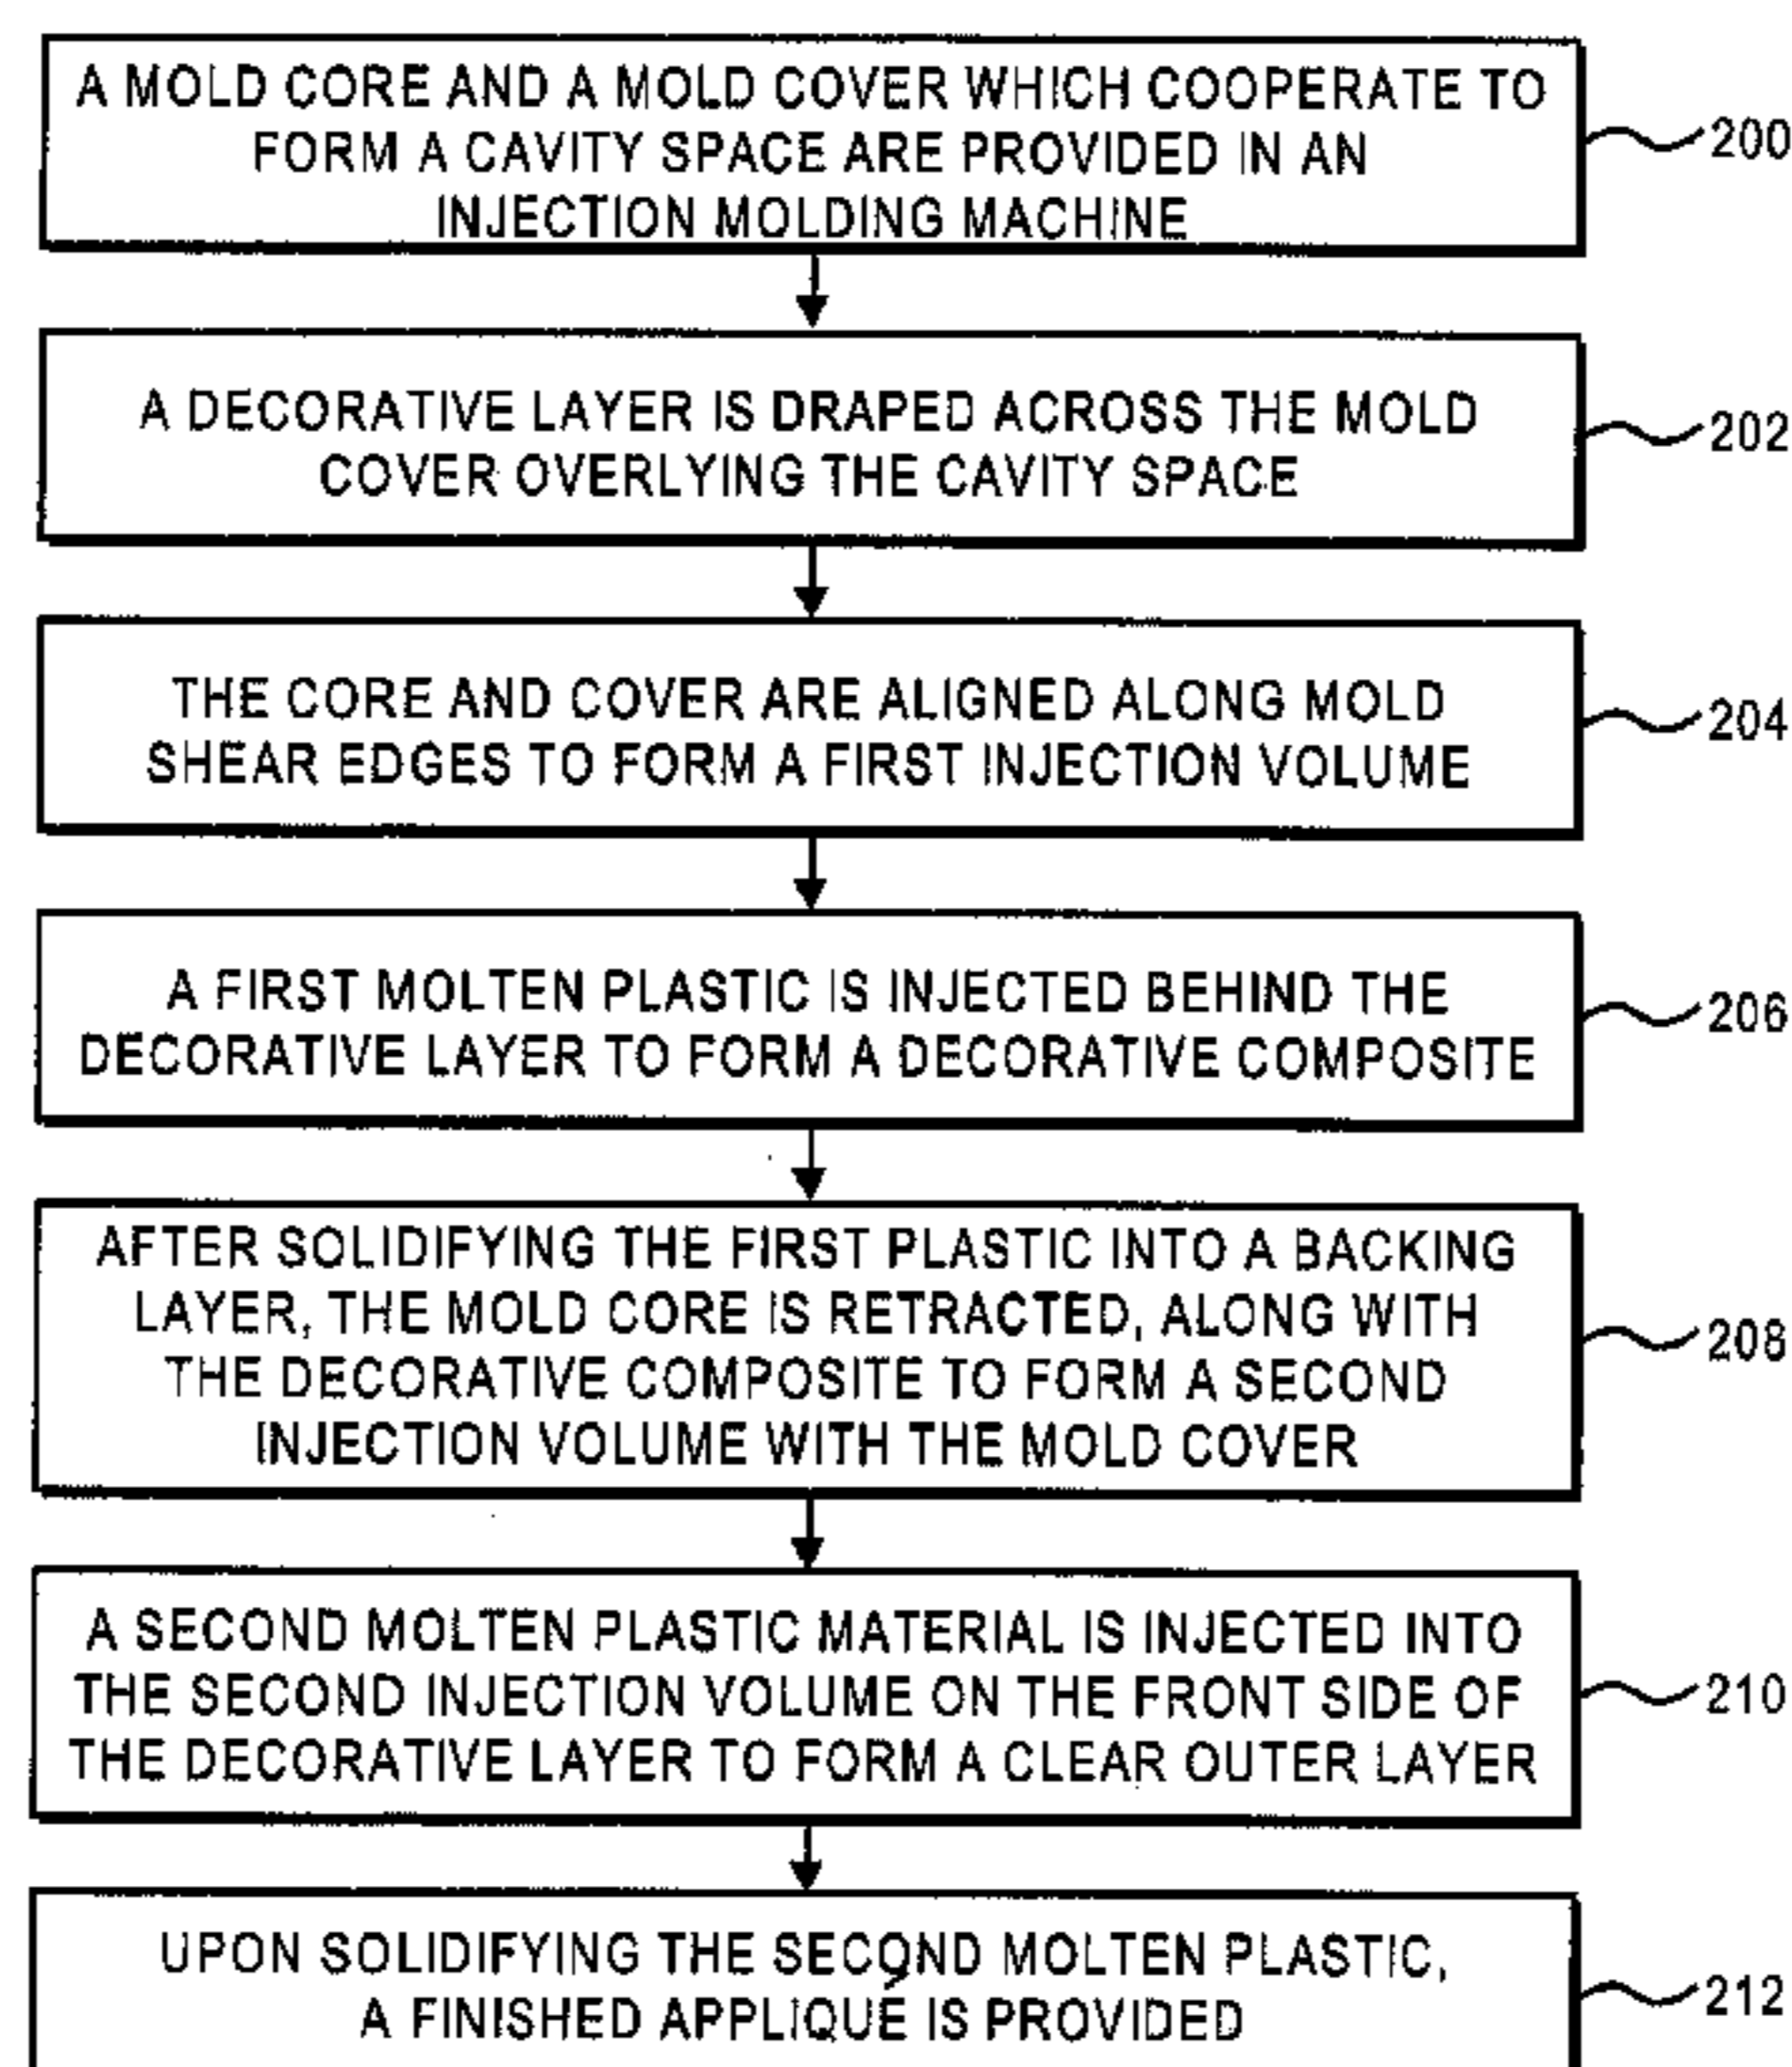 A MOLD CORE AND A MOLD COVER WHICH COOPERATE TO
FORM A CAVITY SPACE ARE PROVIDED IN AN
INJECTION MOLDING MACHINE
200
A DECORATIVE LAYER IS DRAPED ACROSS THE MOLD
COVER OVERLYING THE CAVITY SPACE
202
THE CORE AND COVER ARE ALIGNED ALONG MOLD
SHEAR EDGES TO FORM A FIRST INJECTION VOLUME
204
A FIRST MOLTEN PLASTIC IS INJECTED BEHIND THE
DECORATIVE LAYER TO FORM A DECORATIVE COMPOSITE
206
AFTER SOLIDIFYING THE FIRST PLASTIC INTO A BACKING
LAYER, THE MOLD CORE IS RETRACTED, ALONG WITH
THE DECORATIVE COMPOSITE TO FORM A SECOND
INJECTION VOLUME WITH THE MOLD COVER
208
A SECOND MOLTEN PLASTIC MATERIAL IS INJECTED INTO
THE SECOND INJECTION VOLUME ON THE FRONT SIDE OF
THE DECORATIVE LAYER TO FORM A CLEAR OUTER LAYER
210
UPON SOLIDIFYING THE SECOND MOLTEN PLASTIC,
A FINISHED APPLIQUÉ IS PROVIDED
212